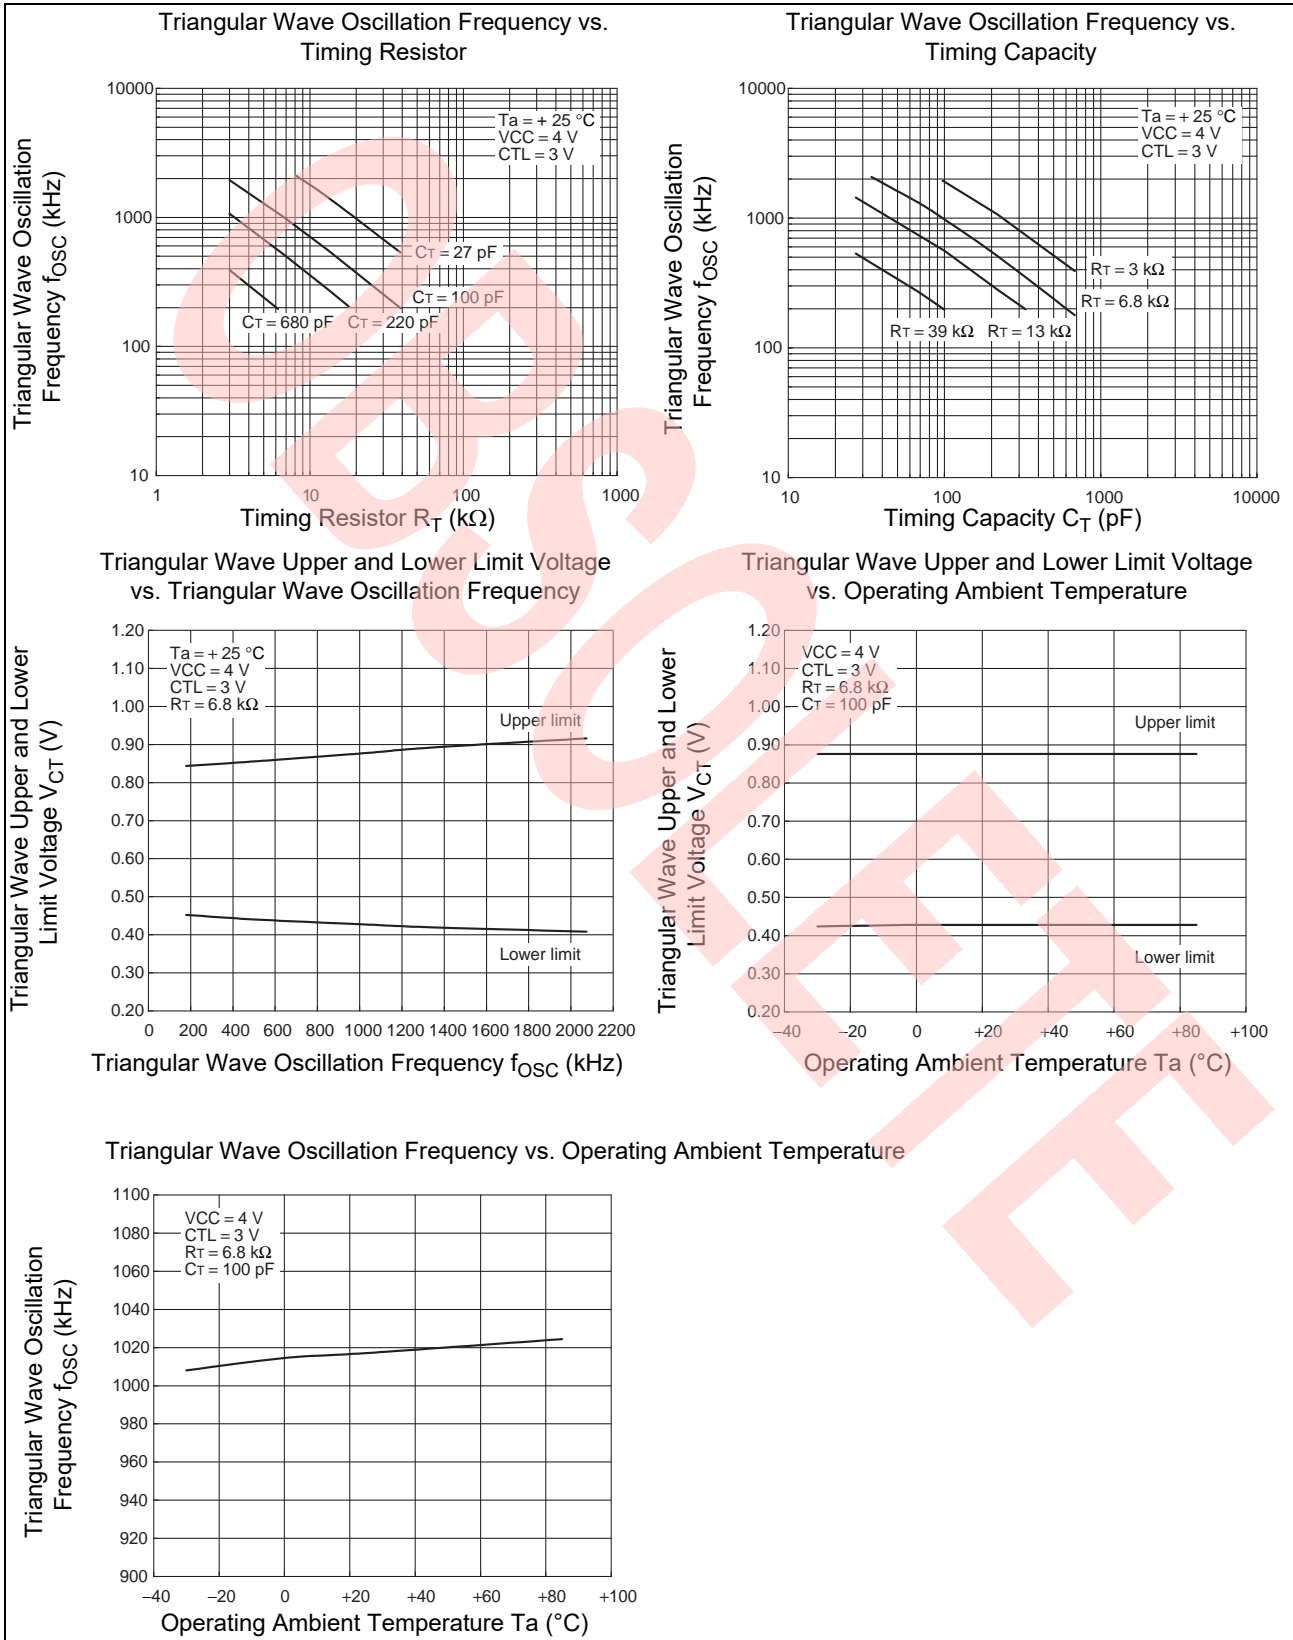 Triangular Wave Oscillation Frequency vs.
Timing Resistor
Triangular Wave Oscillation
Frequency fOSC (kHz)
10000
1000
100
10
Ta = + 25 °C
VCC = 4 V
CTL = 3 V
CT = 27 pF
CT = 100 pF
CT = 680 pF
CT = 220 pF
1
10
100
1000
Timing Resistor RT (kΩ)
Triangular Wave Oscillation Frequency vs.
Timing Capacity
Triangular Wave Oscillation
Frequency fOSC (kHz)
10000
1000
100
10
Ta = + 25 °C
VCC = 4 V
CTL = 3 V
RT = 3 kΩ
RT = 6.8 kΩ
RT = 39 kΩ
RT = 13 kΩ
10
100
1000
10000
Timing Capacity CT (pF)
Triangular Wave Upper and Lower Limit Voltage
vs. Triangular Wave Oscillation Frequency
Triangular Wave Upper and Lower
Limit Voltage VCT (V)
1.20
1.10
1.00
0.90
0.80
0.70
0.60
0.50
0.40
0.30
0.20
Ta = + 25 °C
VCC = 4 V
CTL = 3 V
RT = 6.8 kΩ
Upper limit
Lower limit
0 200 400 600 800 1000 1200 1400 1600 1800 2000 2200
Triangular Wave Oscillation Frequency fOSC (kHz)
Triangular Wave Upper and Lower Limit Voltage
vs. Operating Ambient Temperature
Triangular Wave Upper and Lower
Limit Voltage VCT (V)
1.20
1.10
1.00
0.90
0.80
0.70
0.60
0.50
0.40
0.30
0.20
VCC = 4 V
CTL = 3 V
RT = 6.8 kΩ
CT = 100 pF
Upper limit
Lower limit
−40 −20 0 +20 +40 +60 +80 +100
Operating Ambient Temperature Ta (°C)
Triangular Wave Oscillation Frequency vs. Operating Ambient Temperature
Triangular Wave Oscillation
Frequency fOSC (kHz)
1100
1080
1060
1040
1020
1000
980
960
940
920
900
VCC = 4 V
CTL = 3 V
RT = 6.8 kΩ
CT = 100 pF
−40 −20 0 +20 +40 +60 +80 +100
Operating Ambient Temperature Ta (°C)
OBSOLETE